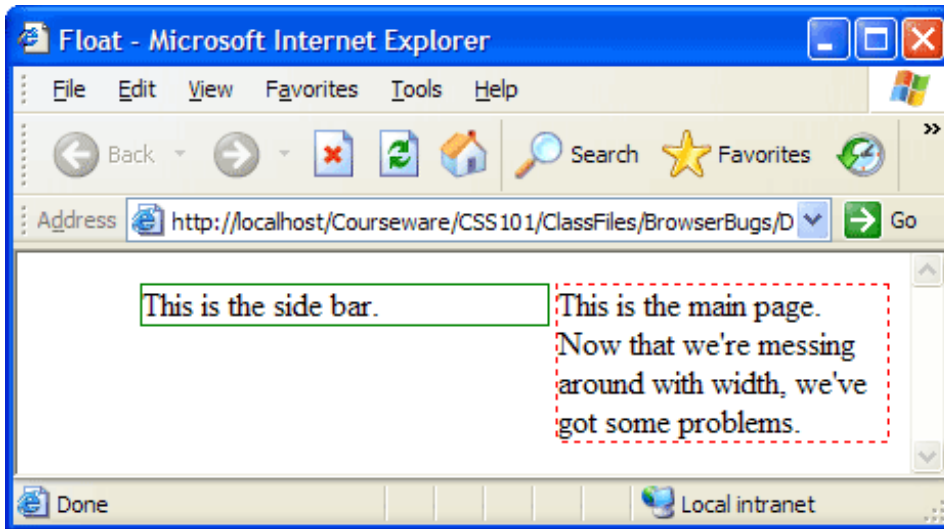 Float - Microsoft Internet Explorer
File Edit View Favorites Tools Help
Back Search Favorites »
Address http://localhost/Courseware/CSS101/ClassFiles/BrowserBugs/D Go
This is the side bar.
This is the main page.
Now that we're messing
around with width, we've
got some problems.
Done Local intranet